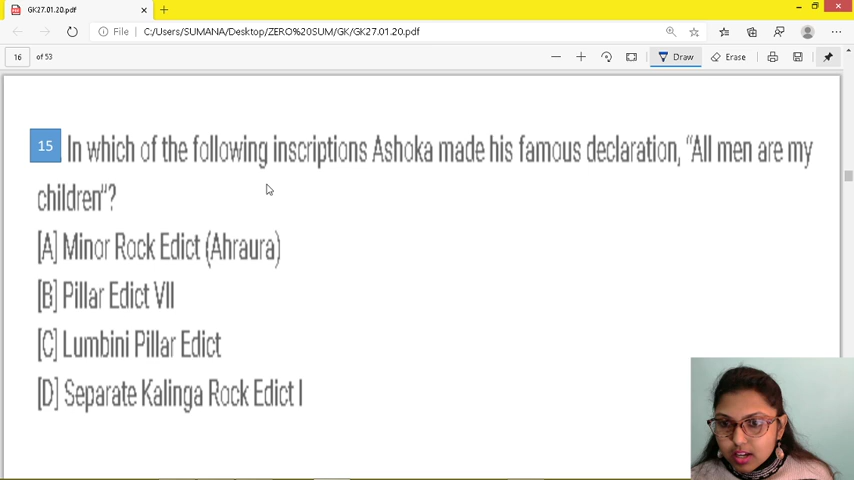 GK27.01.20.pdf
File C:/Users/SUMANA/Desktop/ZERO%20SUM/GK/GK27.01.20.pdf
16 of 53 Draw Erase
15 In which of the following inscriptions Ashoka made his famous declaration, “All men are my
children”?
[A] Minor Rock Edict (Ahraura)
[B] Pillar Edict VII
[C] Lumbini Pillar Edict
[D] Separate Kalinga Rock Edict I